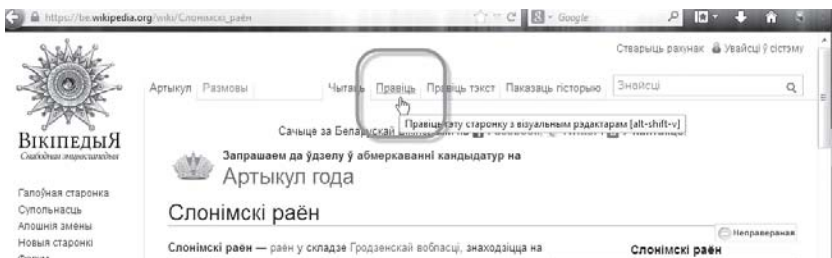 https://be.wikipedia.org/wiki/Слонімскі_раён
Google
Стварыць рахунак Увайсці ў сістэму
Артыкул Размовы Чытаць Правіць Правіць тэкст Паказаць гісторыю Знойсці
Правіць гэту старонку з візуальным рэдактарам [alt-shift-v]
Сачыце за Беларускай
ВікіпедыЯ
Свабодная энцыклапедыя
Запрашаем да ўдзелу ў абмеркаванні кандыдатур на
Артыкул года
Галоўная старонка
Супольнасць
Апошнія змены
Новыя старонкі
Форум
Слонімскі раён
Неправераная
Слонімскі раён — раён у складзе Гродзенскай вобласці, знаходзіцца на
Слонімскі раён